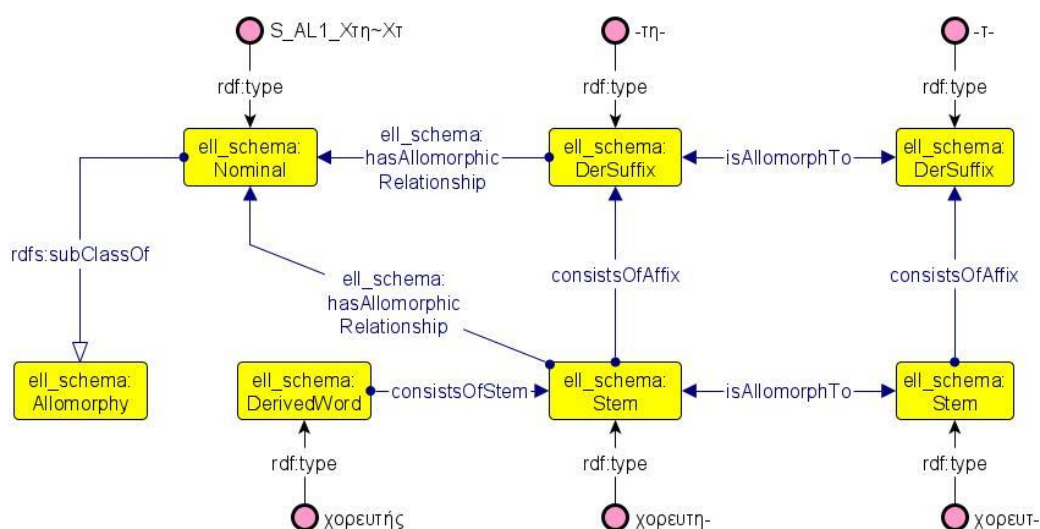 S_AL1_Χτη~Χτ
-τη-
-τ-
rdf:type
rdf:type
rdf:type
ell_schema:
Nominal
ell_schema:
hasAllomorphic
Relationship
ell_schema:
DerSuffix
isAllomorphTo
ell_schema:
DerSuffix
rdfs:subClassOf
ell_schema:
hasAllomorphic
Relationship
consistsOfAffix
consistsOfAffix
ell_schema:
Allomorphy
ell_schema:
DerivedWord
consistsOfStem
ell_schema:
Stem
isAllomorphTo
ell_schema:
Stem
rdf:type
rdf:type
rdf:type
χορευτής
χορευτη-
χορευτ-